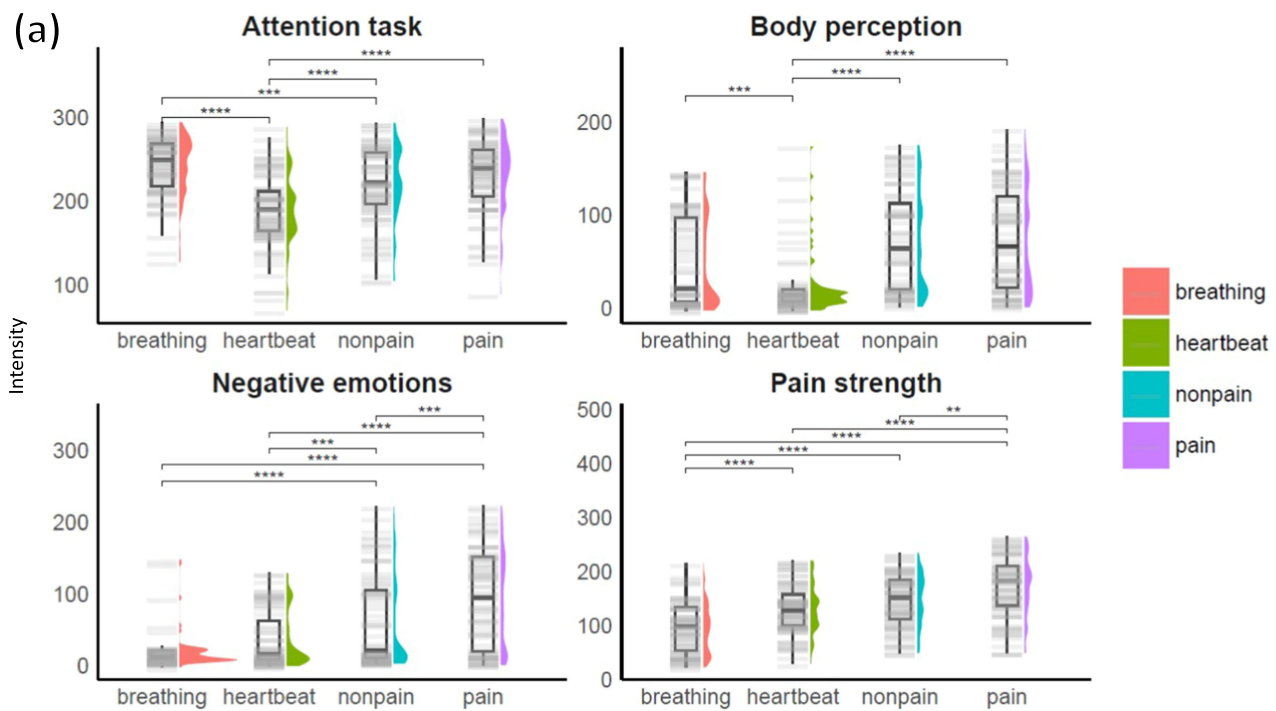 (a)
Attention task
Body perception
****
****
***
****
300
200
100
breathing heartbeat nonpain pain
****
****
***
200
100
0
breathing heartbeat nonpain pain
Intensity
Negative emotions
Pain strength
***
****
***
****
****
300
200
100
0
breathing heartbeat nonpain pain
**
****
****
****
****
500
400
300
200
100
0
breathing heartbeat nonpain pain
breathing
heartbeat
nonpain
pain